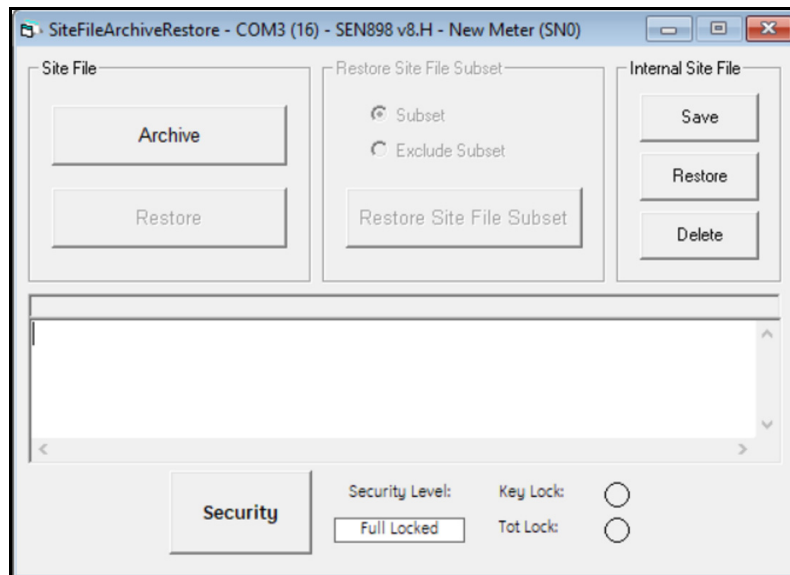 SiteFileArchiveRestore - COM3 (16) - SEN898 v8.H - New Meter (SN0)
Site File
Archive
Restore
Restore Site File Subset
Subset
Exclude Subset
Restore Site File Subset
Internal Site File
Save
Restore
Delete
Security
Security Level:
Full Locked
Key Lock:
Tot Lock: